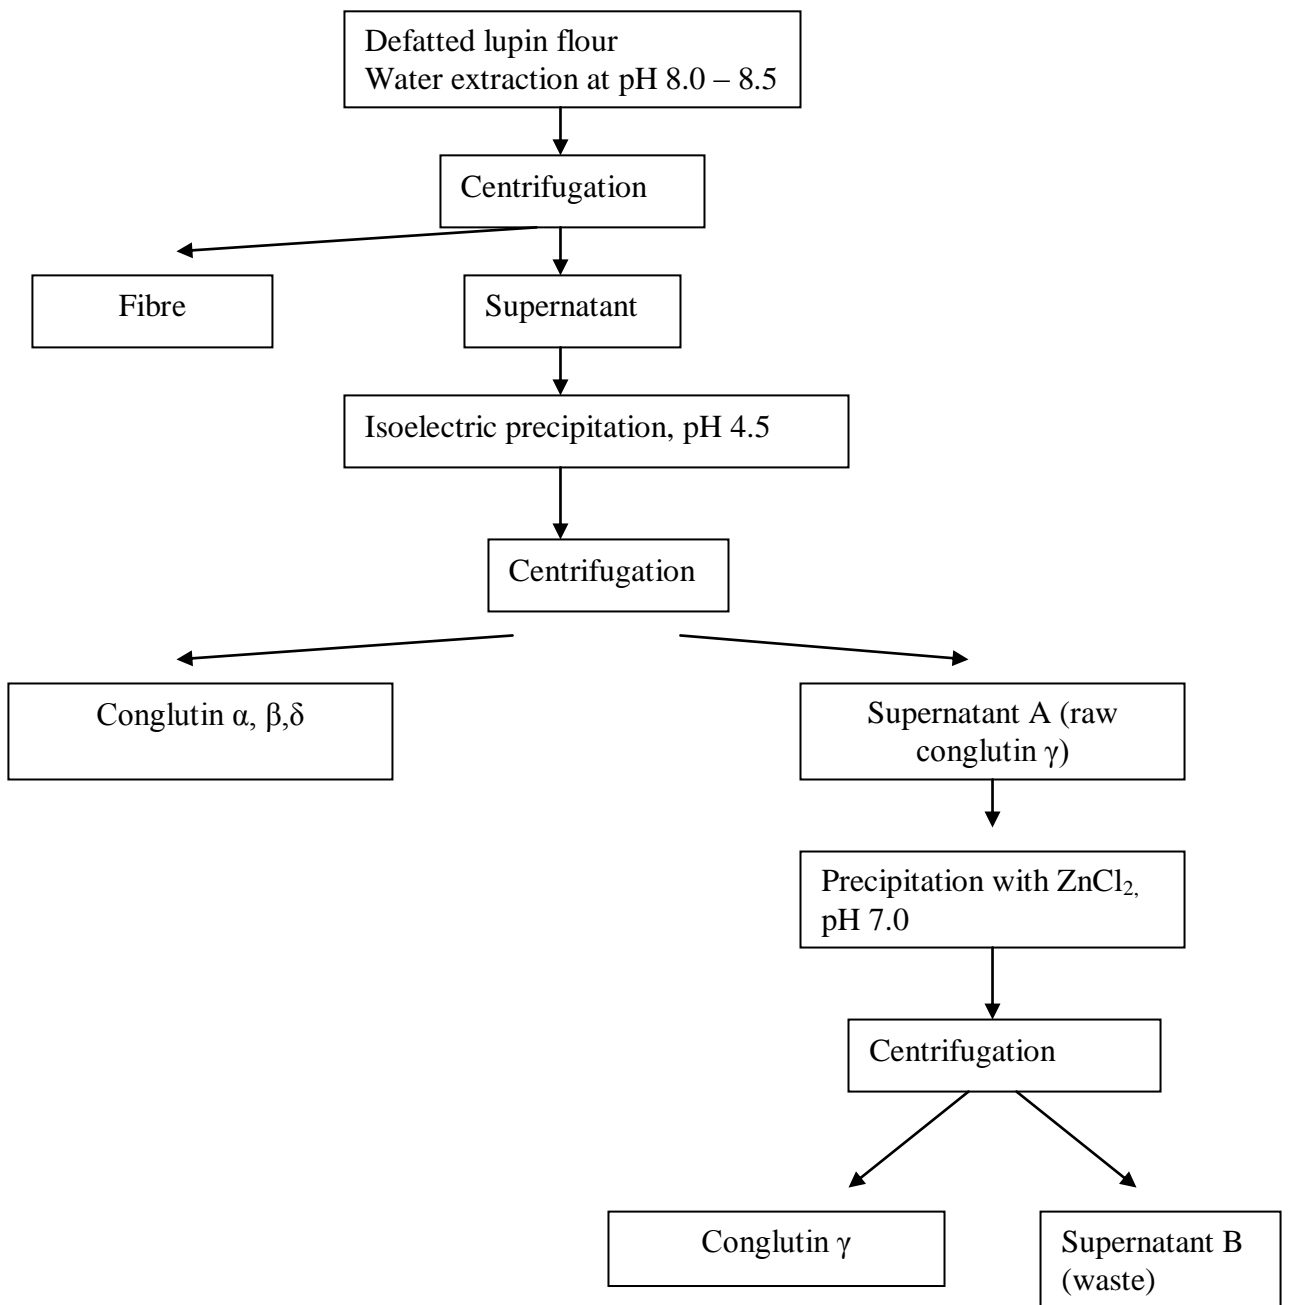 Defatted lupin flour
Water extraction at pH 8.0 – 8.5
Centrifugation
Fibre
Supernatant
Isoelectric precipitation, pH 4.5
Centrifugation
Conglutin α, β,δ
Supernatant A (raw
conglutin γ)
Precipitation with ZnCl₂,
pH 7.0
Centrifugation
Conglutin γ
Supernatant B
(waste)